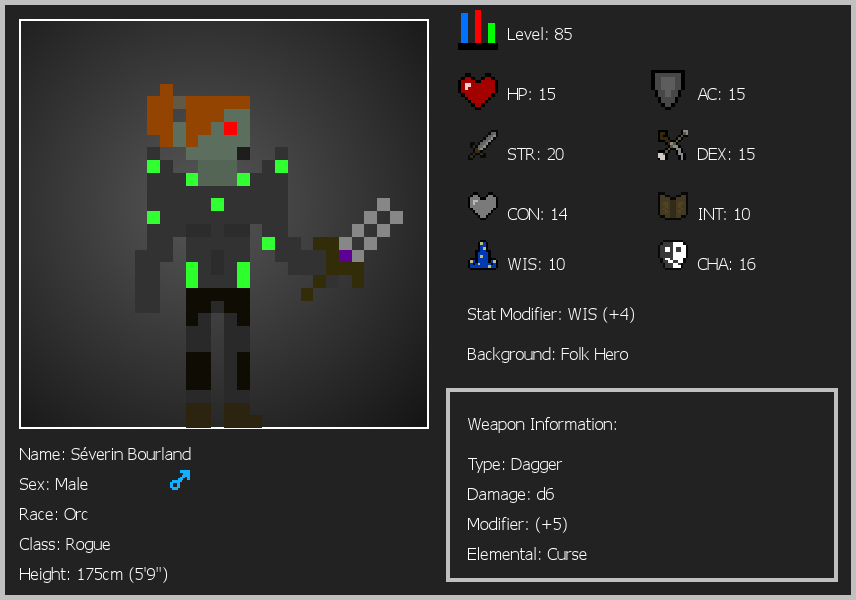 Level: 85
HP: 15
AC: 15
STR: 20
DEX: 15
CON: 14
INT: 10
WIS: 10
CHA: 16
Stat Modifier: WIS (+4)
Background: Folk Hero
Weapon Information:
Type: Dagger
Damage: d6
Modifier: (+5)
Elemental: Curse
Name: Séverin Bourland
Sex: Male
Race: Orc
Class: Rogue
Height: 175cm (5'9")